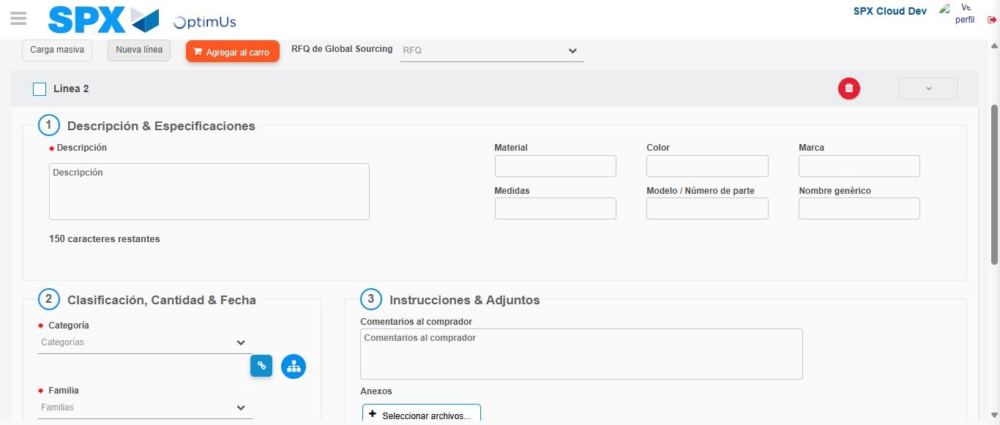 SPX OptimUs
SPX Cloud Dev
Ve
perfil
Carga masiva
Nueva línea
Agregar al carro
RFQ de Global Sourcing
RFQ
Línea 2
1 Descripción & Especificaciones
* Descripción
Descripción
150 caracteres restantes
Material
Color
Marca
Medidas
Modelo / Número de parte
Nombre genérico
2 Clasificación, Cantidad & Fecha
* Categoría
Categorías
* Familia
Familias
3 Instrucciones & Adjuntos
Comentarios al comprador
Comentarios al comprador
Anexos
+ Seleccionar archivos...